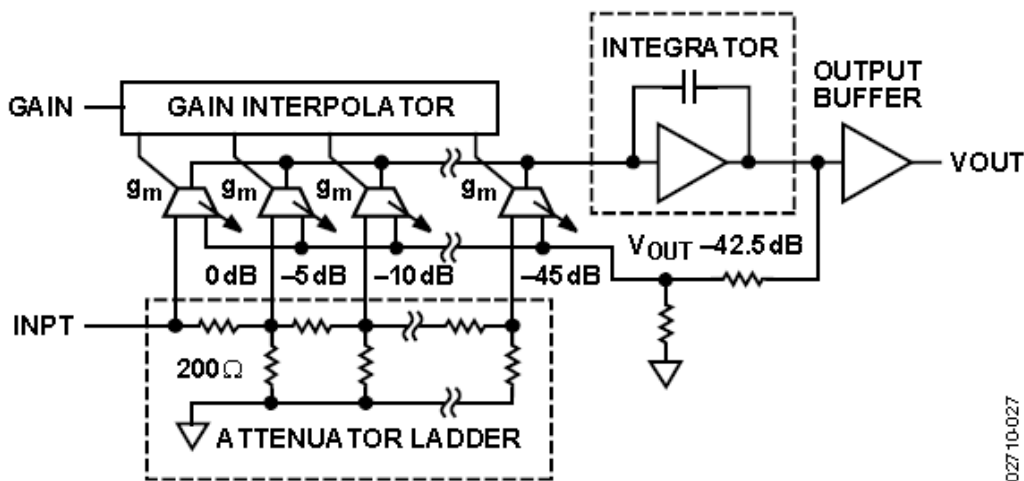 INTEGRATOR
OUTPUT
BUFFER
GAIN
GAIN INTERPOLATOR
VOUT
gm
gm
gm
gm
0 dB
–5 dB
–10 dB
–45 dB
VOUT –42.5 dB
INPT
200 Ω
ATTENUATOR LADDER
02710-027